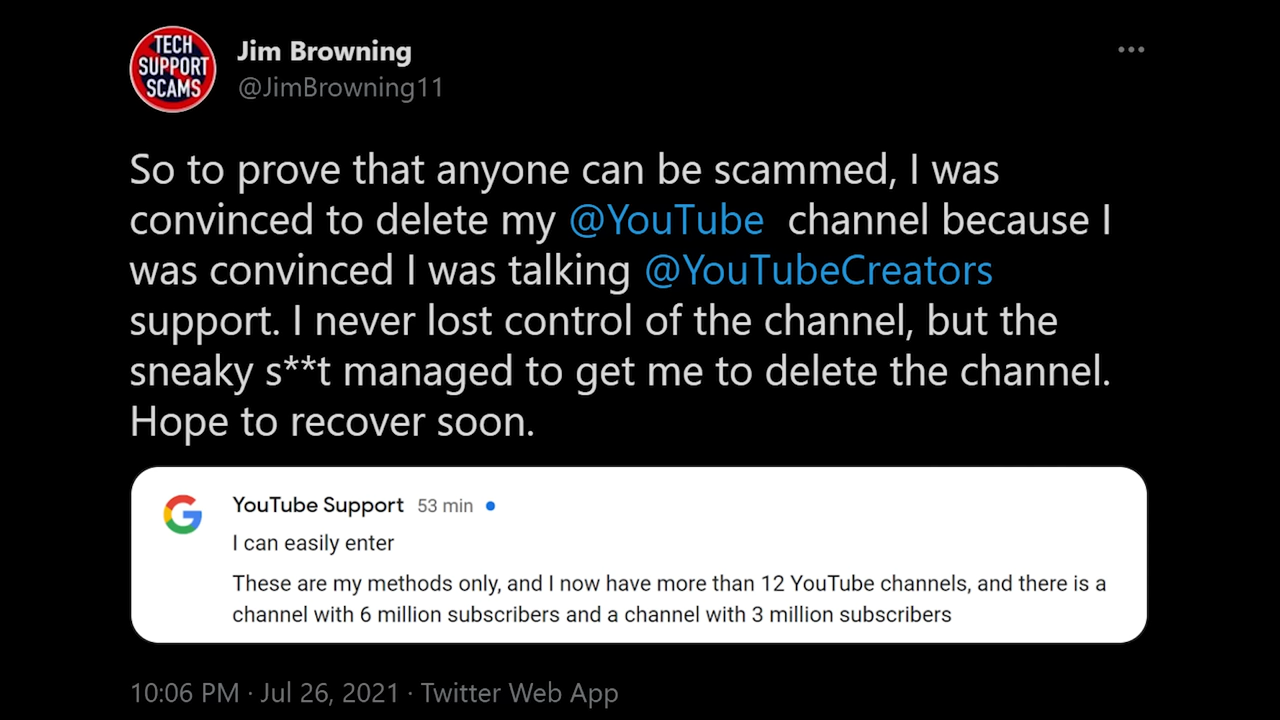 TECH
SUPPORT
SCAMS
Jim Browning
@JimBrowning11
So to prove that anyone can be scammed, I was
convinced to delete my @YouTube channel because I
was convinced I was talking @YouTubeCreators
support. I never lost control of the channel, but the
sneaky s**t managed to get me to delete the channel.
Hope to recover soon.
YouTube Support 53 min
I can easily enter
These are my methods only, and I now have more than 12 YouTube channels, and there is a
channel with 6 million subscribers and a channel with 3 million subscribers
10:06 PM · Jul 26, 2021 · Twitter Web App